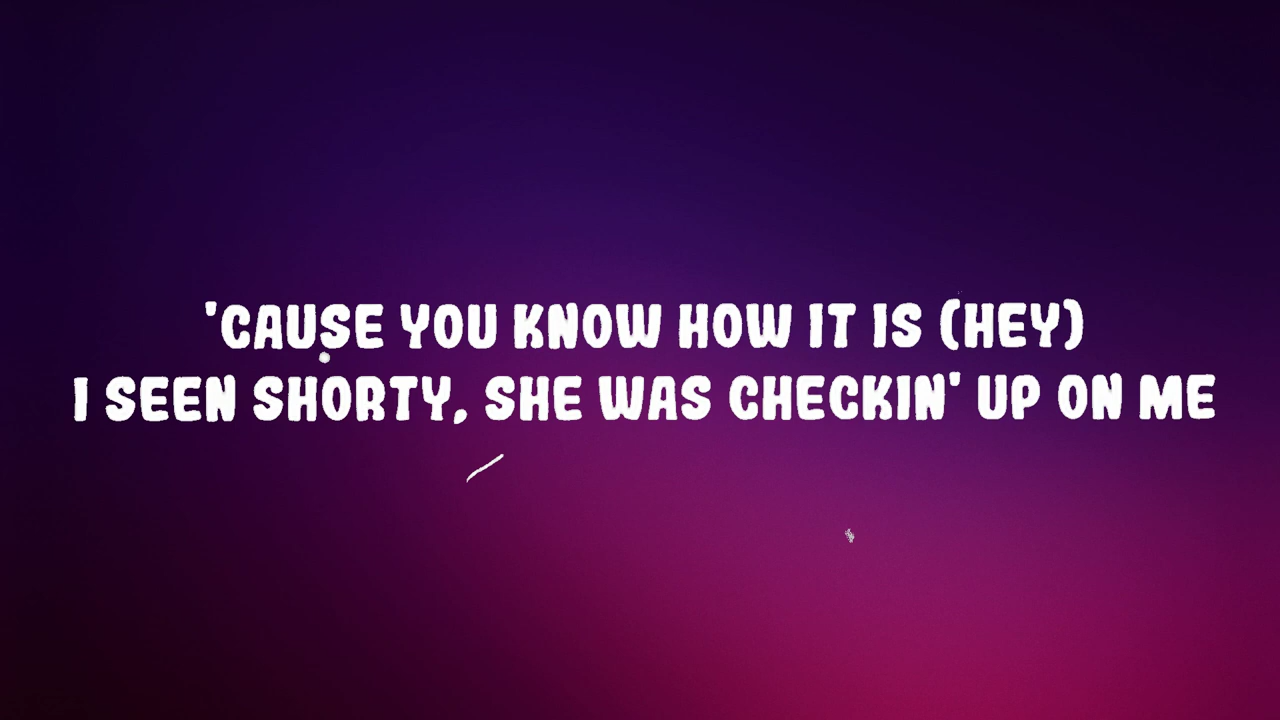 'CAUSE YOU KNOW HOW IT IS (HEY)
I SEEN SHORTY, SHE WAS CHECKIN' UP ON ME